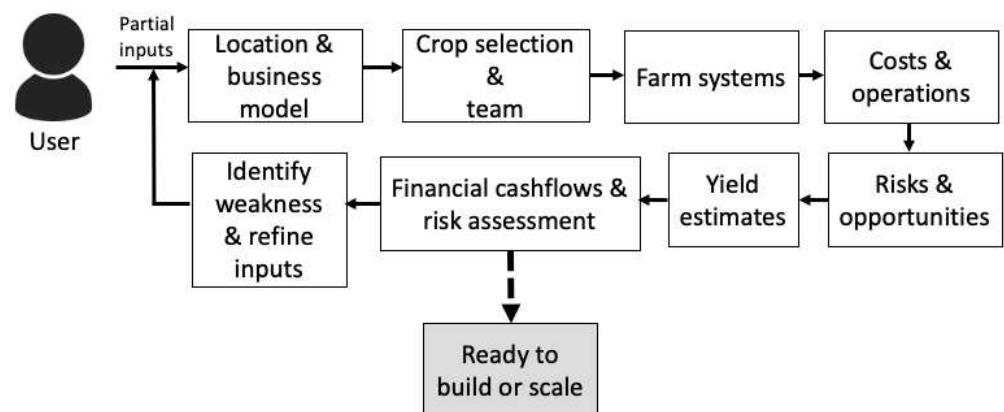 Partial
inputs
User
Location &
business
model
Crop selection
&
team
Farm systems
Costs &
operations
Risks &
opportunities
Yield
estimates
Financial cashflows &
risk assessment
Identify
weakness
& refine
inputs
Ready to
build or scale